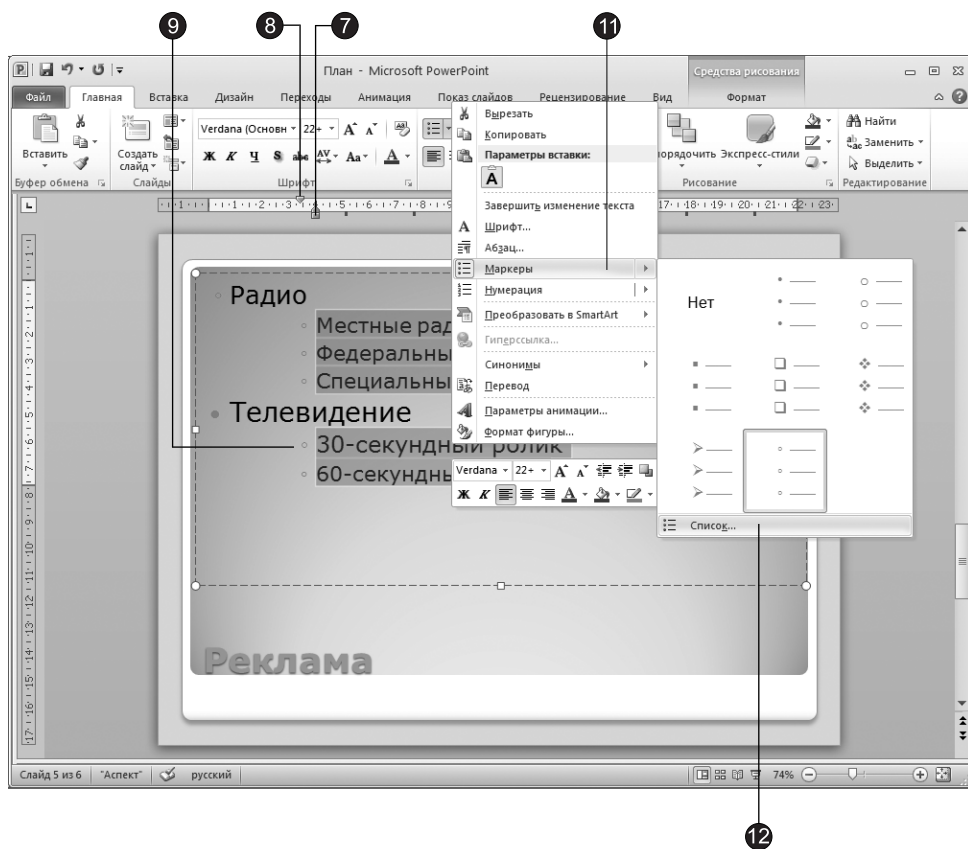 9 8 7 11
План - Microsoft PowerPoint Средства рисования
Файл Главная Вставка Дизайн Переходы Анимация Показ слайдов Рецензирование Вид Формат
Вставить
Создать слайд
Verdana (Основн 22+
Ж К Ч S abc AV Aa А
Экспресс-стили
Найти
Заменить
Выделить
Буфер обмена Слайды Шрифт Рисование Редактирование
Вырезать
Копировать
Параметры вставки:
A
Завершить изменение текста
Шрифт...
Абзац...
Маркеры
Нумерация
Преобразовать в SmartArt
Гиперссылка...
Синонимы
Перевод
Параметры анимации...
Формат фигуры...
Verdana 22+
Ж К
Нет
Список...
Радио
Местные рад
Федеральны
Специальны
Телевидение
30-секундный ролик
60-секундны
Реклама
Слайд 5 из 6 "Аспект" русский 74%
12